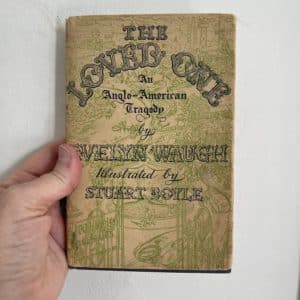 THE
LOVED ONE
An
Anglo-American
Tragedy
by
EVELYN WAUGH
Illustrated by
STUART BOYLE